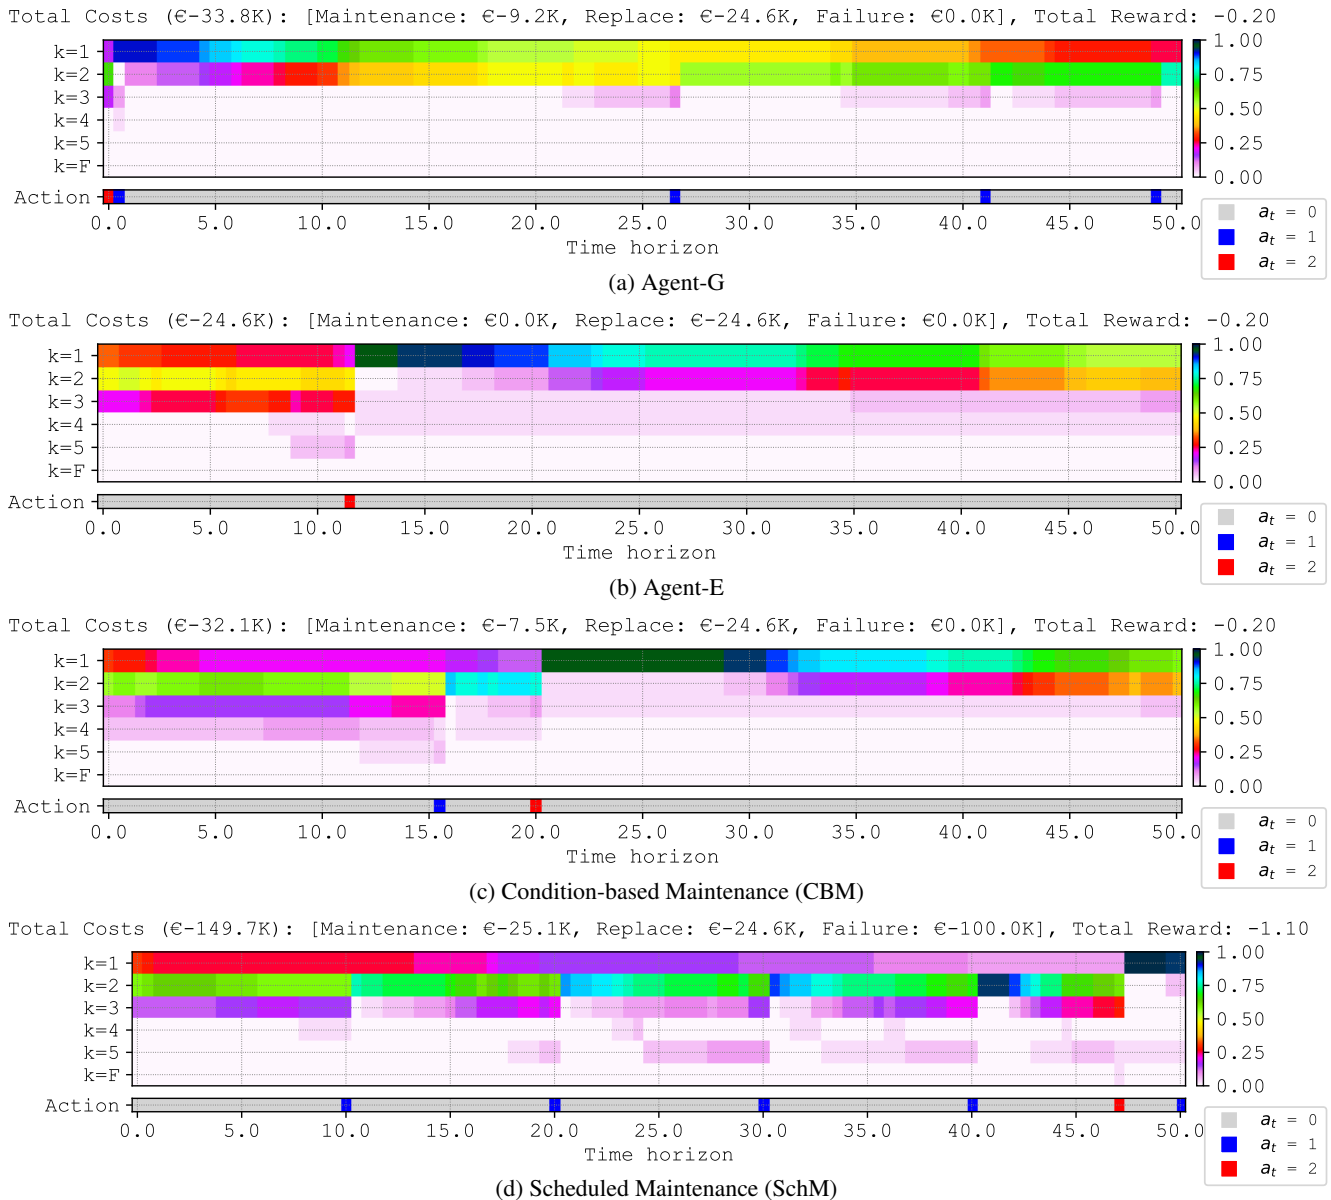 Total Costs (€-33.8K): [Maintenance: €-9.2K, Replace: €-24.6K, Failure: €0.0K], Total Reward: -0.20
k=1
k=2
k=3
k=4
k=5
k=F
1.00
0.75
0.50
0.25
0.00
Action
0.0 5.0 10.0 15.0 20.0 25.0 30.0 35.0 40.0 45.0 50.0
Time horizon
a_t = 0
a_t = 1
a_t = 2
(a) Agent-G
Total Costs (€-24.6K): [Maintenance: €0.0K, Replace: €-24.6K, Failure: €0.0K], Total Reward: -0.20
k=1
k=2
k=3
k=4
k=5
k=F
1.00
0.75
0.50
0.25
0.00
Action
0.0 5.0 10.0 15.0 20.0 25.0 30.0 35.0 40.0 45.0 50.0
Time horizon
a_t = 0
a_t = 1
a_t = 2
(b) Agent-E
Total Costs (€-32.1K): [Maintenance: €-7.5K, Replace: €-24.6K, Failure: €0.0K], Total Reward: -0.20
k=1
k=2
k=3
k=4
k=5
k=F
1.00
0.75
0.50
0.25
0.00
Action
0.0 5.0 10.0 15.0 20.0 25.0 30.0 35.0 40.0 45.0 50.0
Time horizon
a_t = 0
a_t = 1
a_t = 2
(c) Condition-based Maintenance (CBM)
Total Costs (€-149.7K): [Maintenance: €-25.1K, Replace: €-24.6K, Failure: €-100.0K], Total Reward: -1.10
k=1
k=2
k=3
k=4
k=5
k=F
1.00
0.75
0.50
0.25
0.00
Action
0.0 5.0 10.0 15.0 20.0 25.0 30.0 35.0 40.0 45.0 50.0
Time horizon
a_t = 0
a_t = 1
a_t = 2
(d) Scheduled Maintenance (SchM)